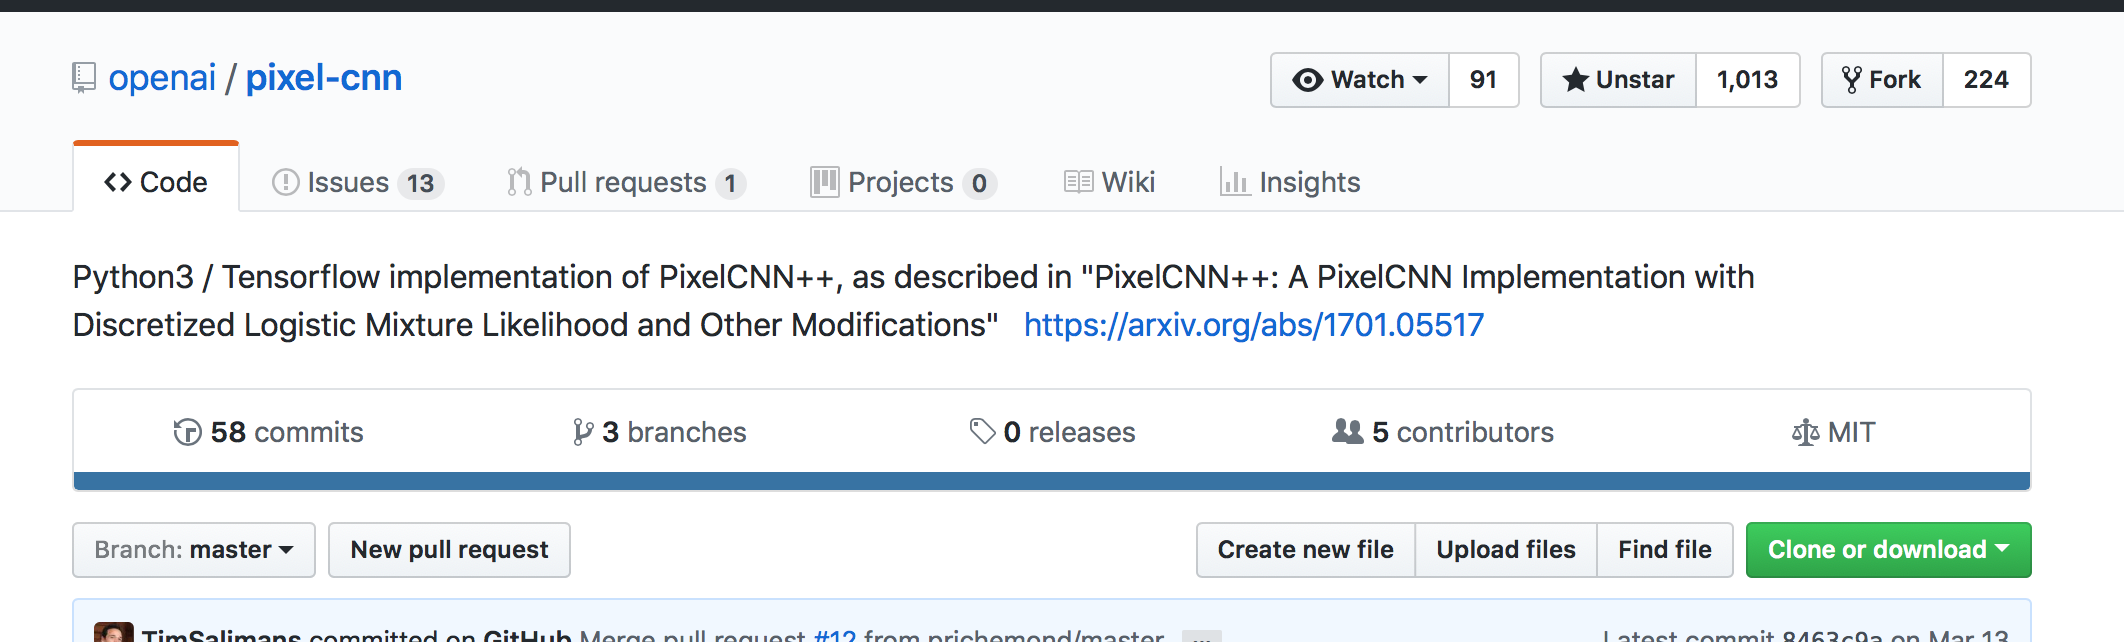 openai / pixel-cnn Watch 91 Unstar 1,013 Fork 224
Code Issues 13 Pull requests 1 Projects 0 Wiki Insights
Python3 / Tensorflow implementation of PixelCNN++, as described in "PixelCNN++: A PixelCNN Implementation with
Discretized Logistic Mixture Likelihood and Other Modifications" https://arxiv.org/abs/1701.05517
58 commits 3 branches 0 releases 5 contributors MIT
Branch: master New pull request Create new file Upload files Find file Clone or download
TimSalimans committed on GitHub Merge pull request #12 from prichemond/master ... Latest commit 8463c9a on Mar 13